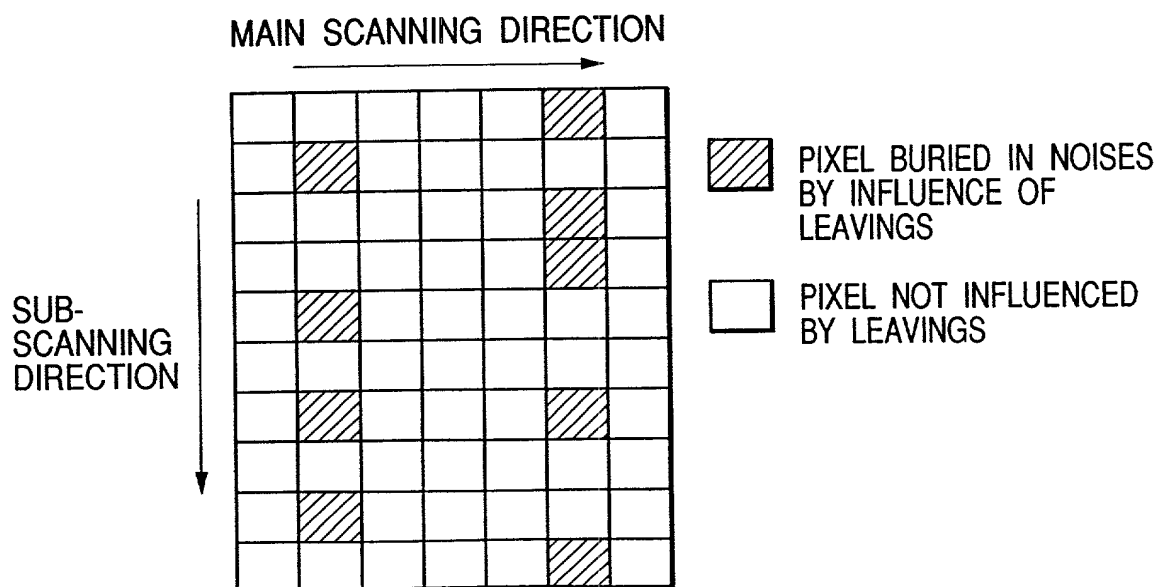 MAIN SCANNING DIRECTION
PIXEL BURIED IN NOISES
BY INFLUENCE OF
LEAVINGS
PIXEL NOT INFLUENCED
BY LEAVINGS
SUB-
SCANNING
DIRECTION